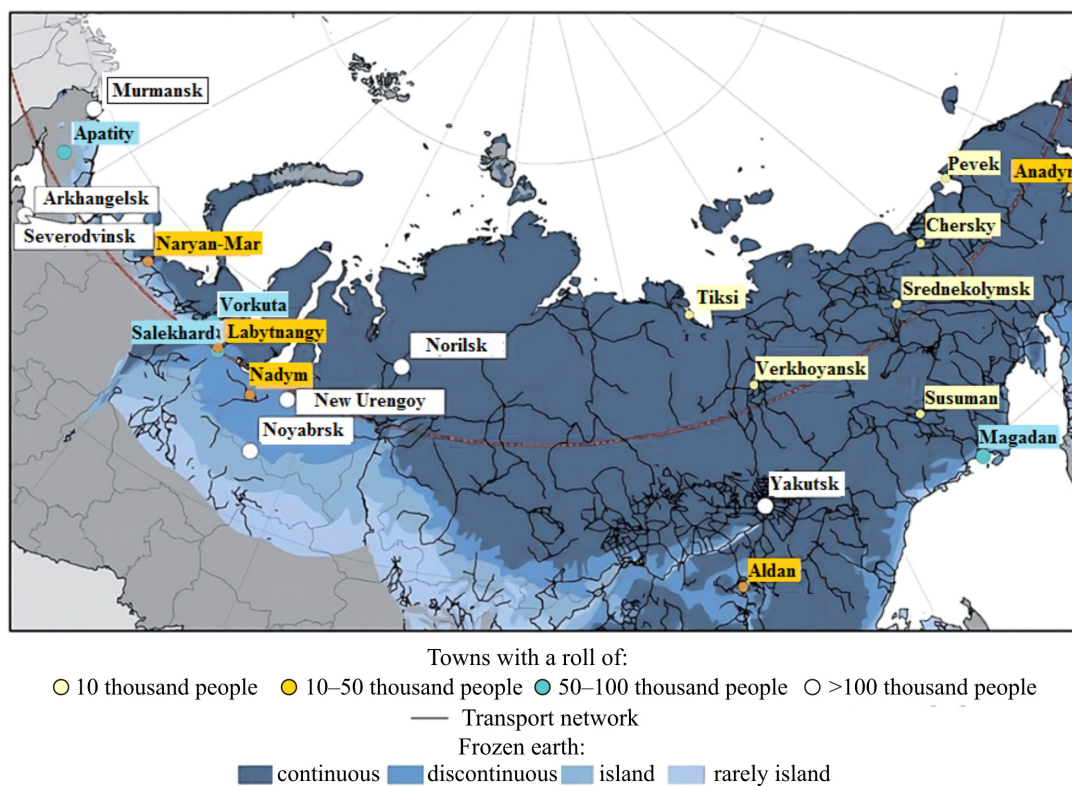 Murmansk
Apatity
Arkhangelsk
Severodvinsk
Naryan-Mar
Vorkuta
Salekhard
Labytnangy
Nadym
Norilsk
New Urengoy
Noyabrsk
Pevek
Anadyr
Chersky
Tiksi
Srednekolymsk
Verkhoyansk
Susuman
Magadan
Yakutsk
Aldan
Towns with a roll of:
10 thousand people 10–50 thousand people 50–100 thousand people >100 thousand people
Transport network
Frozen earth:
continuous discontinuous island rarely island